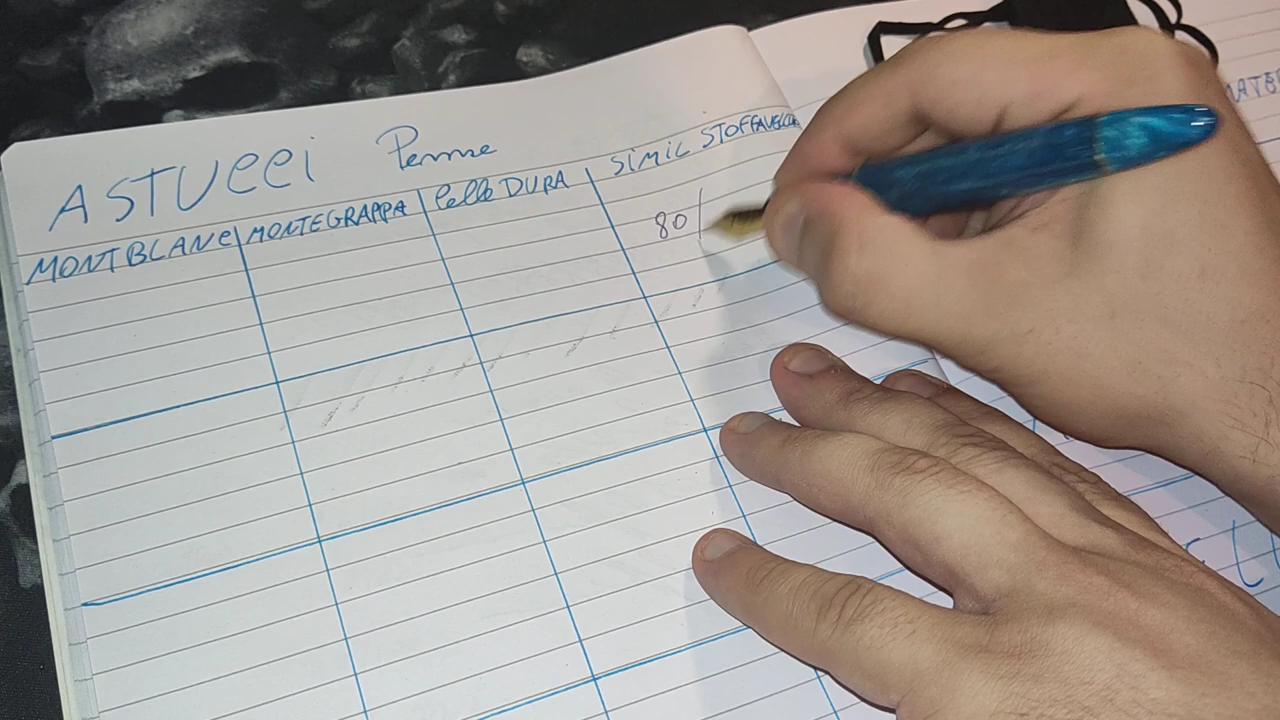 ASTUCCI Penne
MONTBLANC MONTEGRAPPA Pelle DURA SIMIL STOFFA
80/